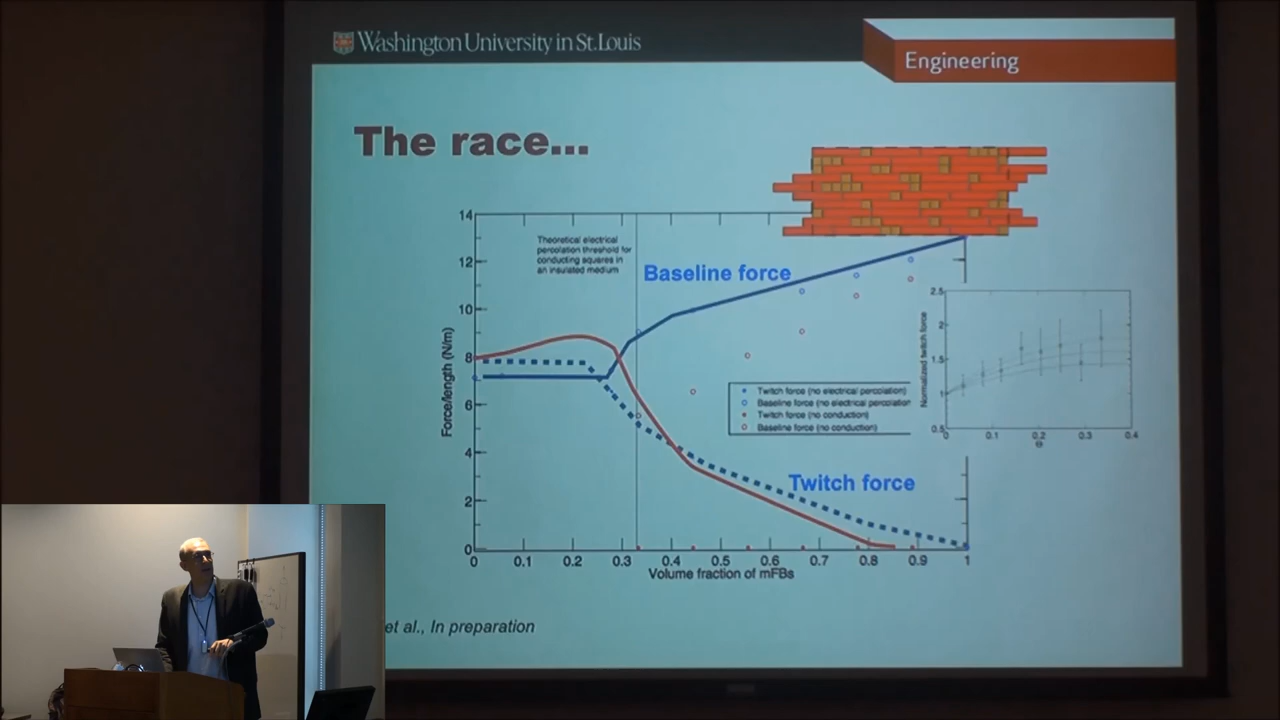 Washington University in St.Louis
Engineering
The race...
14
12
10
8
6
4
2
0
Force/length (N/m)
Theoretical electrical
percolation threshold for
conducting squares in
an insulated medium
Baseline force
Twitch force (no electrical percolation)
Baseline force (no electrical percolation
Twitch force (no conduction)
Baseline force (no conduction)
Twitch force
0 0.1 0.2 0.3 0.4 0.5 0.6 0.7 0.8 0.9 1
Volume fraction of mFBs
2.5
2
1.5
1
0.5
Normalized twitch force
0 0.1 0.2 0.3 0.4
Θ
et al., In preparation